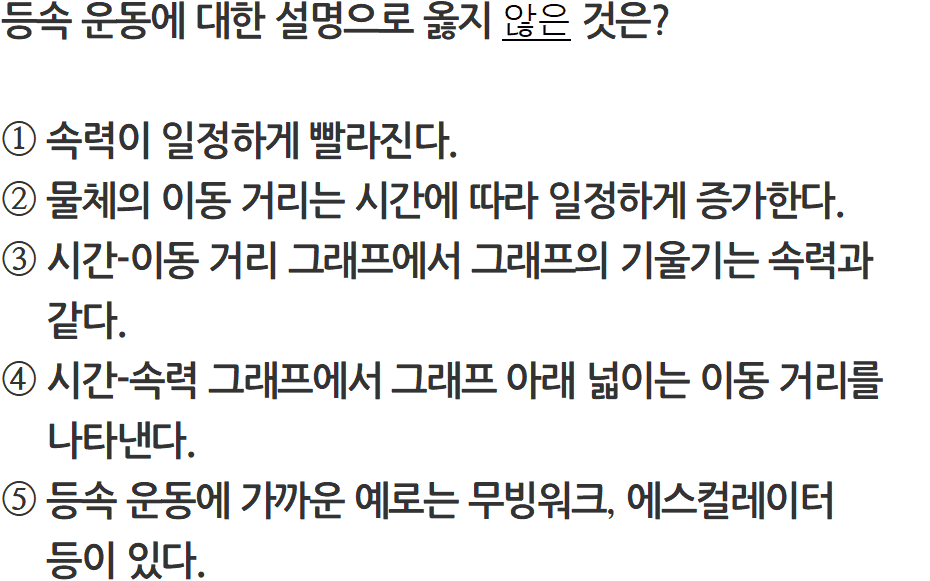 등속 운동에 대한 설명으로 옳지 않은 것은?
① 속력이 일정하게 빨라진다.
② 물체의 이동 거리는 시간에 따라 일정하게 증가한다.
③ 시간-이동 거리 그래프에서 그래프의 기울기는 속력과
같다.
④ 시간-속력 그래프에서 그래프 아래 넓이는 이동 거리를
나타낸다.
⑤ 등속 운동에 가까운 예로는 무빙워크, 에스컬레이터
등이 있다.